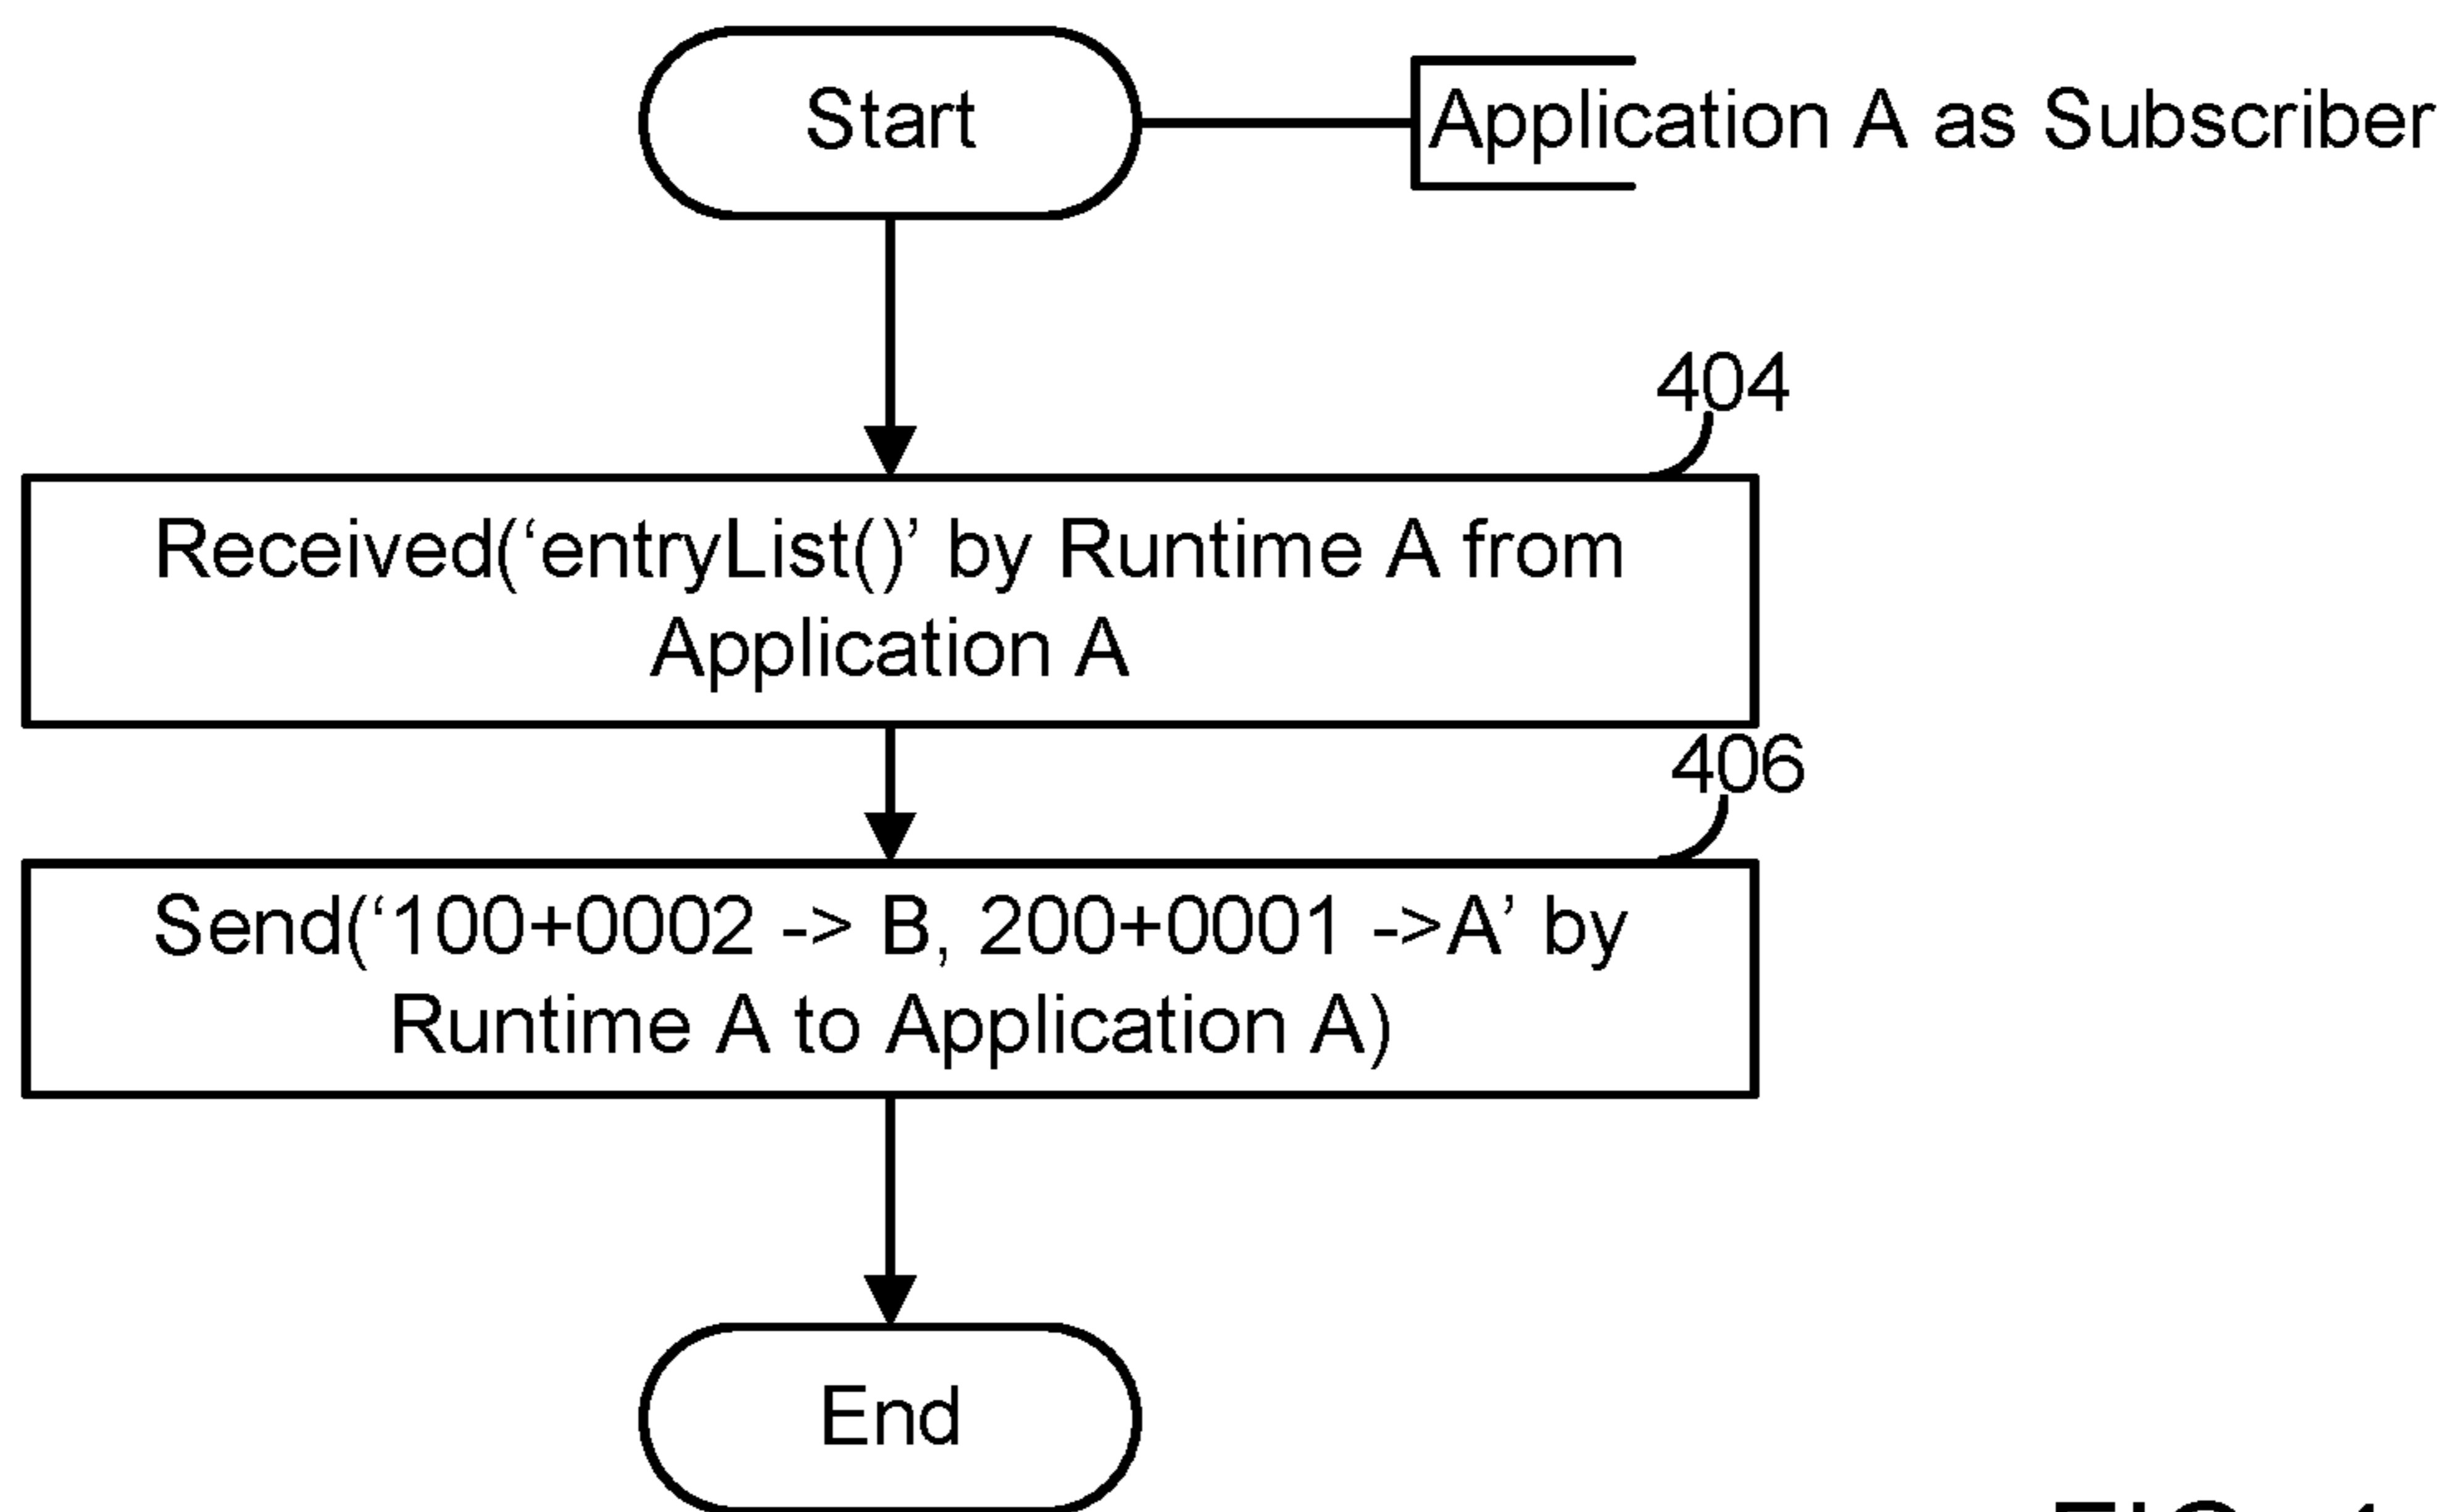 Start
Application A as Subscriber
404
Received(‘entryList()’ by Runtime A from
Application A
406
Send(‘100+0002 -> B, 200+0001 ->A’ by
Runtime A to Application A)
End